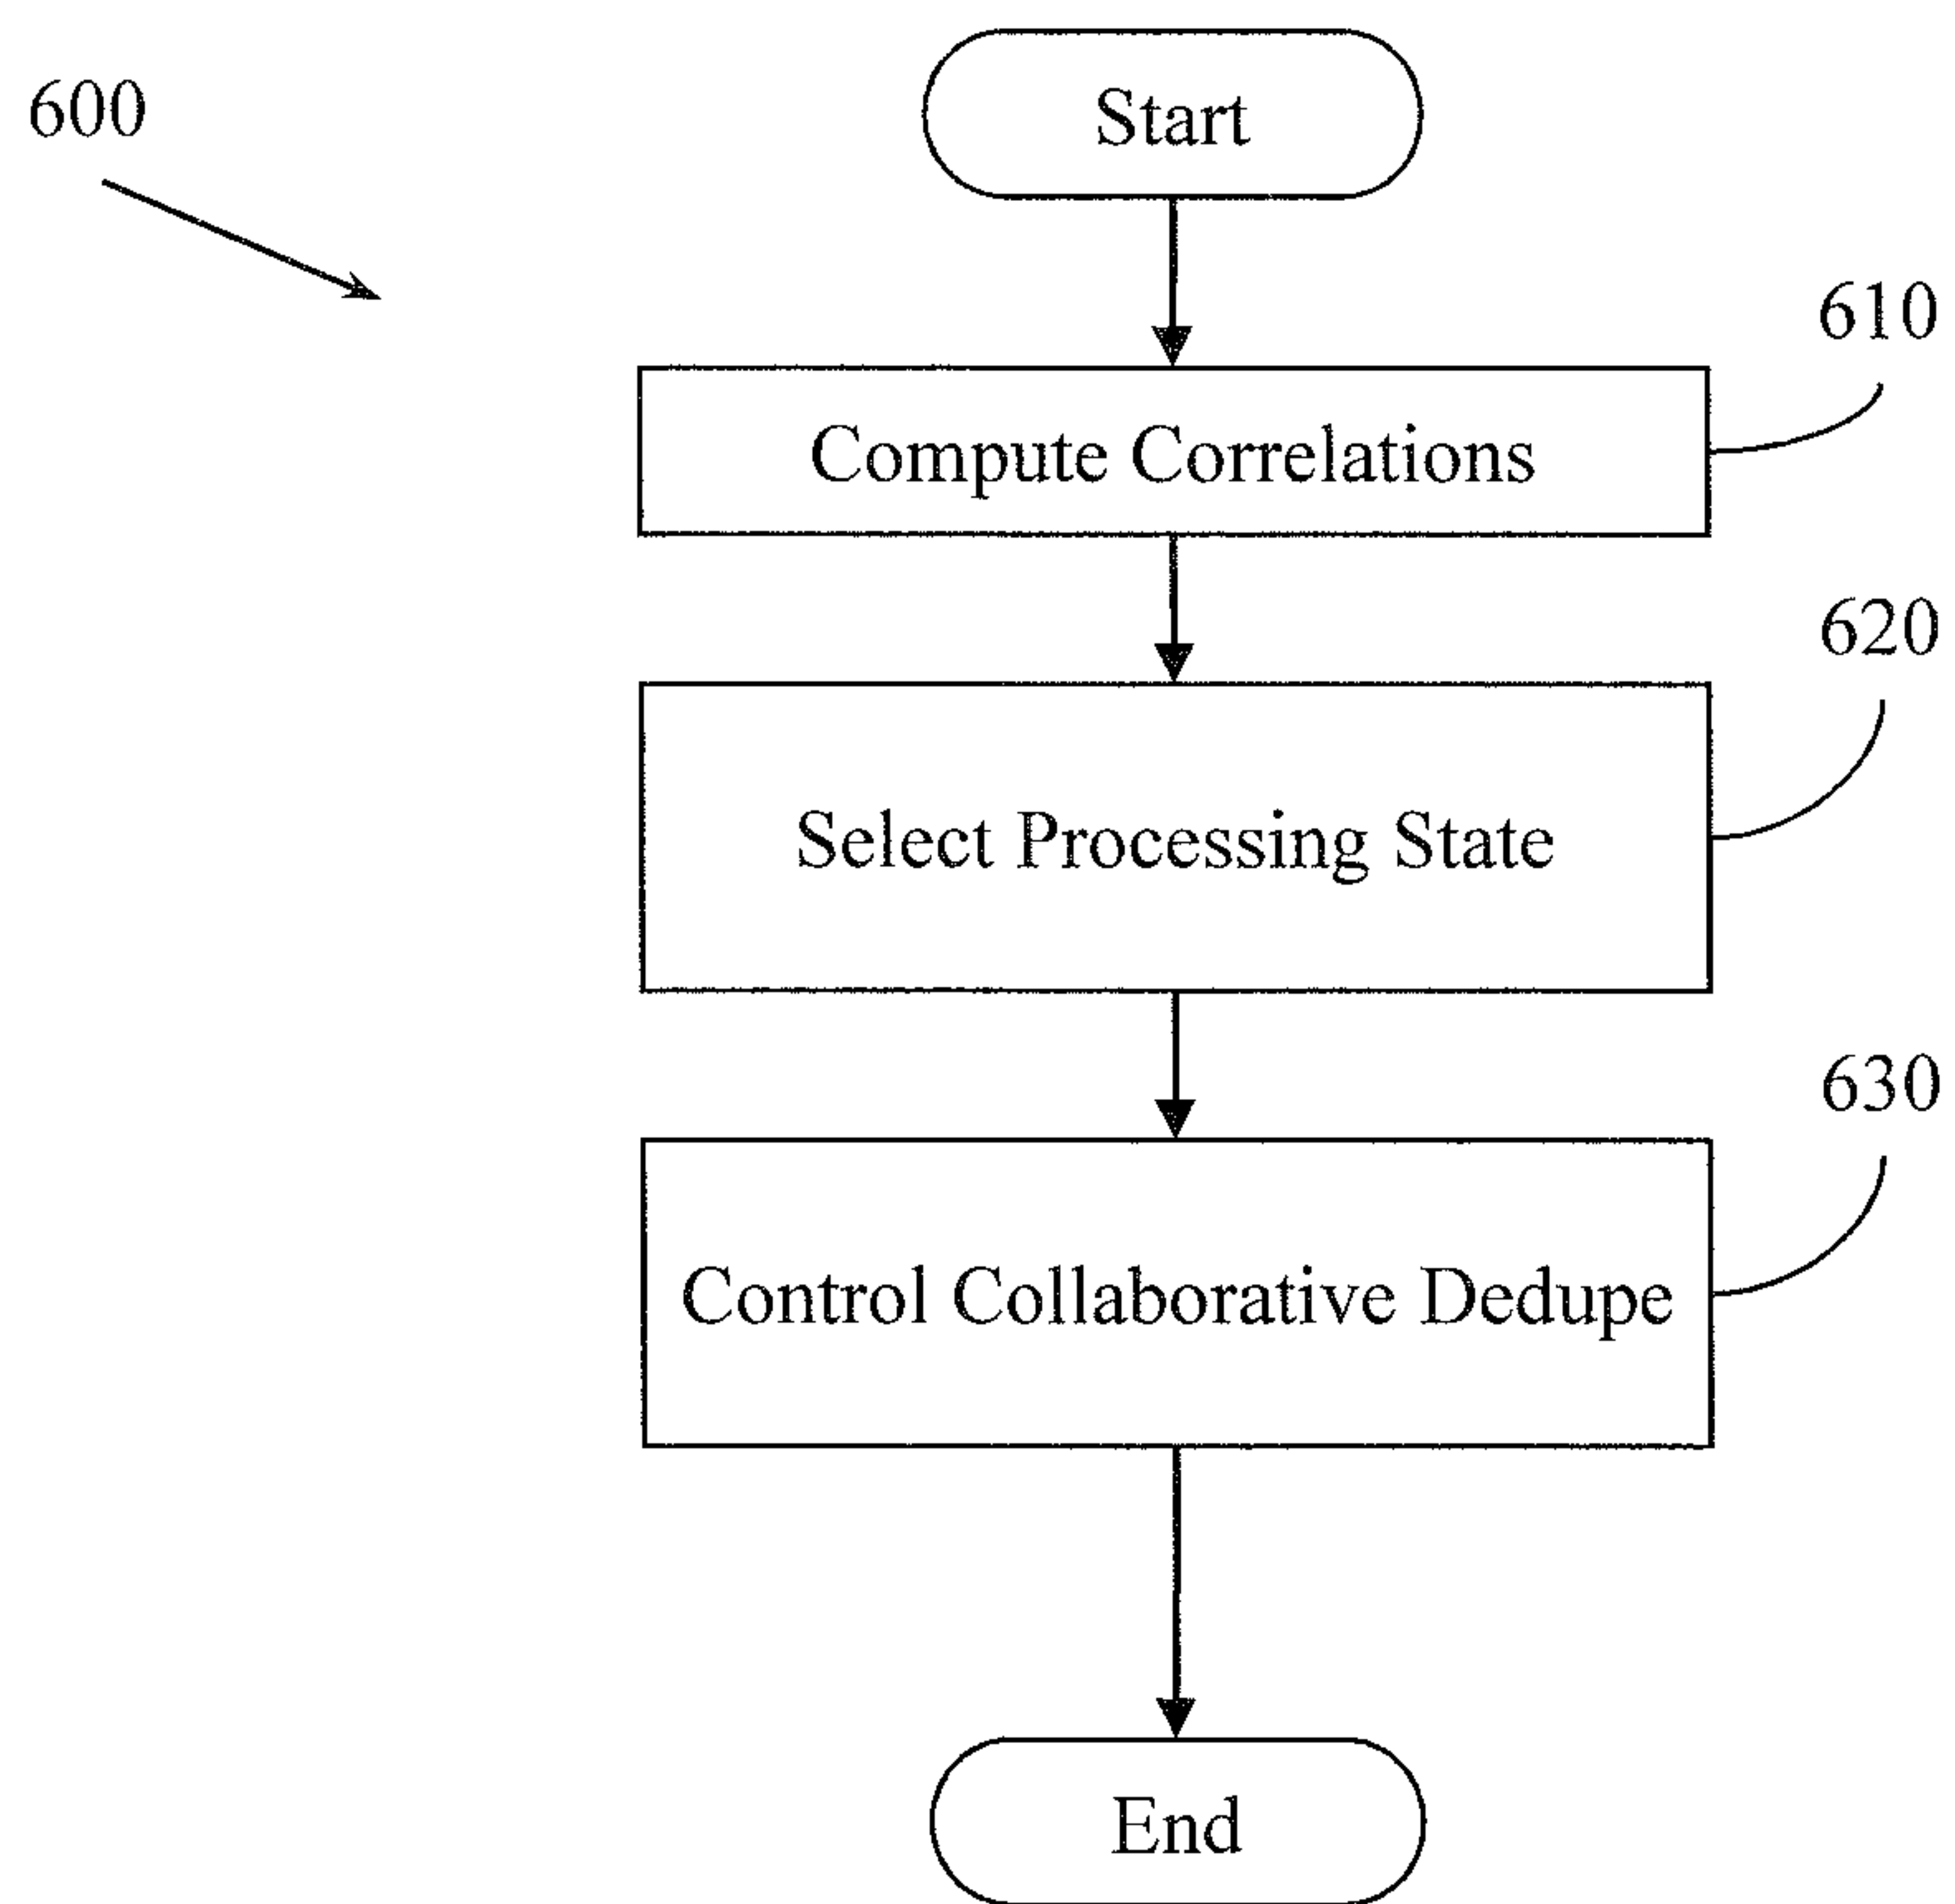 600
Start
610
Compute Correlations
620
Select Processing State
630
Control Collaborative Dedupe
End